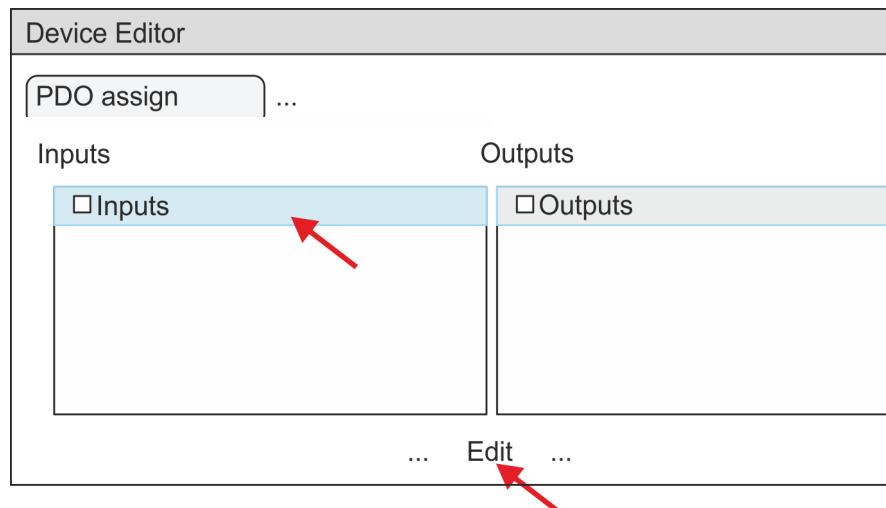 Device Editor
PDO assign ...
Inputs Outputs
Inputs Outputs
... Edit ...